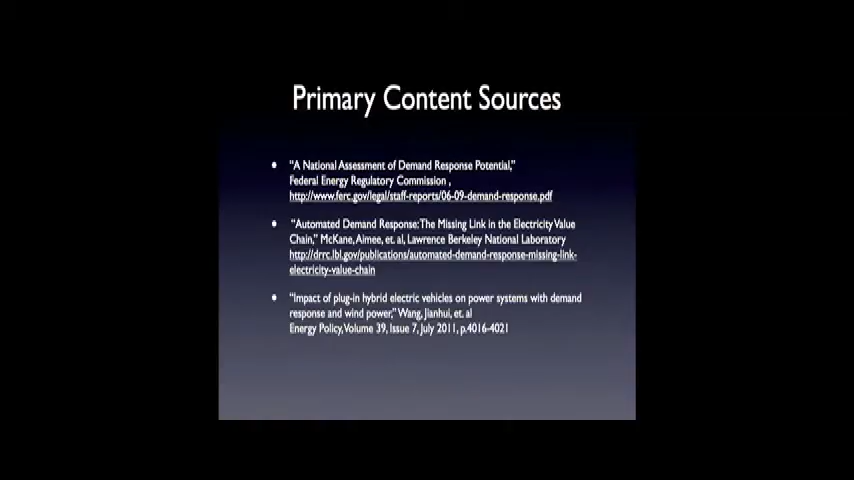 Primary Content Sources
• "A National Assessment of Demand Response Potential,"
Federal Energy Regulatory Commission ,
http://www.ferc.gov/legal/staff-reports/06-09-demand-response.pdf
• "Automated Demand Response: The Missing Link in the Electricity Value
Chain," McKane, Aimee, et. al, Lawrence Berkeley National Laboratory
http://drrc.lbl.gov/publications/automated-demand-response-missing-link-
electricity-value-chain
• "Impact of plug-in hybrid electric vehicles on power systems with demand
response and wind power," Wang, Jianhui, et. al
Energy Policy, Volume 39, Issue 7, July 2011, p.4016-4021